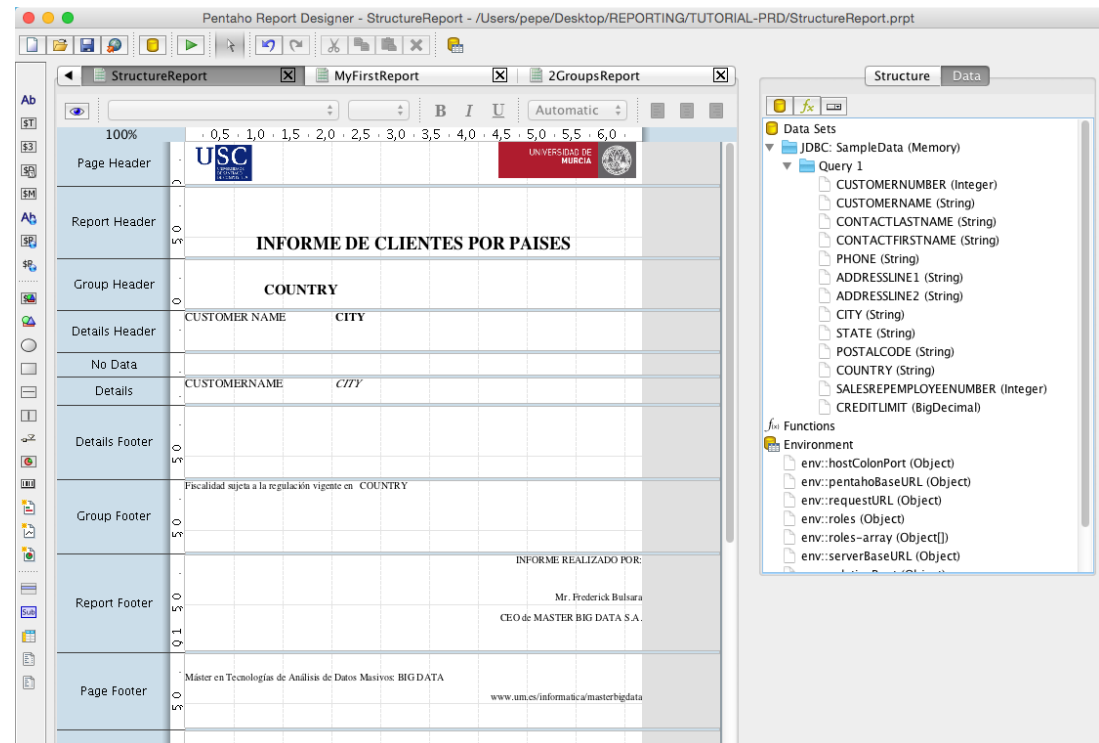 Pentaho Report Designer - StructureReport - /Users/pepe/Desktop/REPORTING/TUTORIAL-PRD/StructureReport.prpt
StructureReport
MyFirstReport
2GroupsReport
Structure
Data
B I U
Automatic
100%
0,5 1,0 1,5 2,0 2,5 3,0 3,5 4,0 4,5 5,0 5,5 6,0
Page Header
USC
UNIVERSIDAD DE
MURCIA
Report Header
INFORME DE CLIENTES POR PAISES
Group Header
COUNTRY
Details Header
CUSTOMER NAME
CITY
No Data
Details
CUSTOMERNAME
CITY
Details Footer
Group Footer
Fiscalidad sujeta a la regulación vigente en COUNTRY
Report Footer
INFORME REALIZADO POR:
Mr. Frederick Bulsara
CEO de MASTER BIG DATA S.A.
Page Footer
Máster en Tecnologías de Análisis de Datos Masivos: BIG DATA
www.um.es/informatica/masterbigdata
Data Sets
JDBC: SampleData (Memory)
Query 1
CUSTOMERNUMBER (Integer)
CUSTOMERNAME (String)
CONTACTLASTNAME (String)
CONTACTFIRSTNAME (String)
PHONE (String)
ADDRESSLINE1 (String)
ADDRESSLINE2 (String)
CITY (String)
STATE (String)
POSTALCODE (String)
COUNTRY (String)
SALESREPEMPLOYEENUMBER (Integer)
CREDITLIMIT (BigDecimal)
Functions
Environment
env::hostColonPort (Object)
env::pentahoBaseURL (Object)
env::requestURL (Object)
env::roles (Object)
env::roles-array (Object[])
env::serverBaseURL (Object)
Ab
$T
$3
$M
Ab
Sub